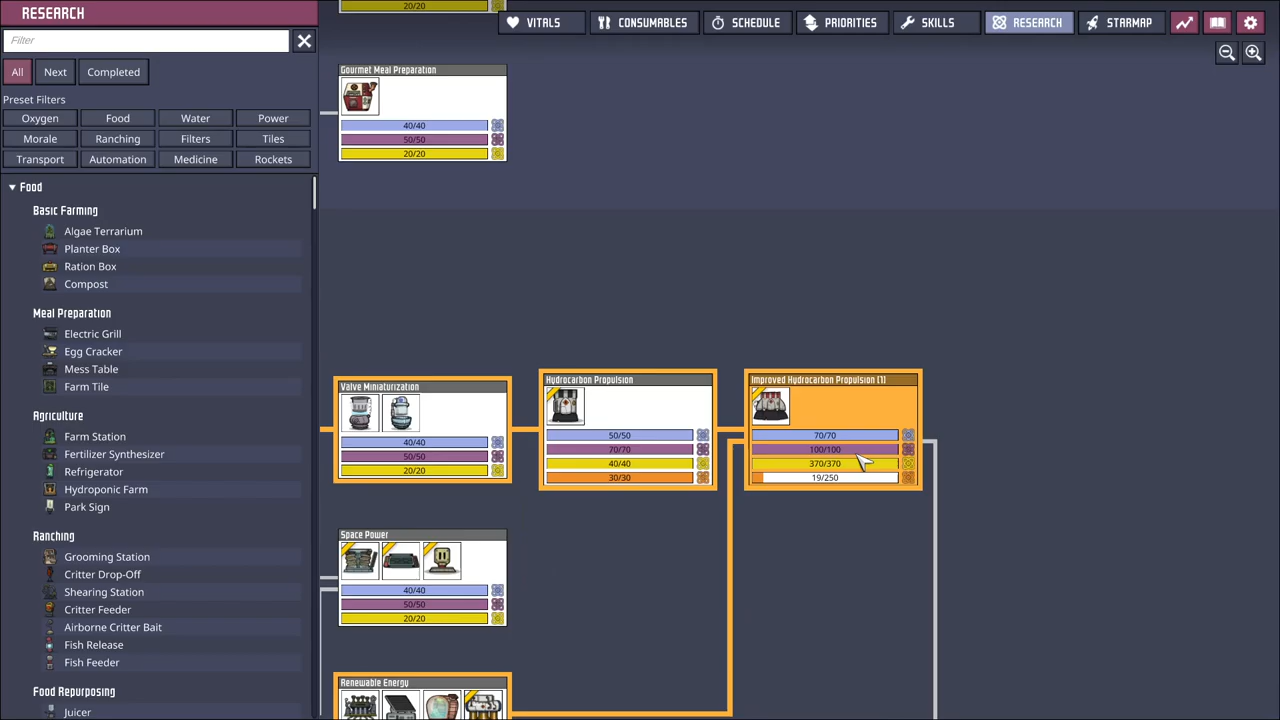 RESEARCH
Filter
All
Next
Completed
Preset Filters
Oxygen
Food
Water
Power
Morale
Ranching
Filters
Tiles
Transport
Automation
Medicine
Rockets
Food
Basic Farming
Algae Terrarium
Planter Box
Ration Box
Compost
Meal Preparation
Electric Grill
Egg Cracker
Mess Table
Farm Tile
Agriculture
Farm Station
Fertilizer Synthesizer
Refrigerator
Hydroponic Farm
Park Sign
Ranching
Grooming Station
Critter Drop-Off
Shearing Station
Critter Feeder
Airborne Critter Bait
Fish Release
Fish Feeder
Food Repurposing
Juicer
VITALS
CONSUMABLES
SCHEDULE
PRIORITIES
SKILLS
RESEARCH
STARMAP
20/20
Gourmet Meal Preparation
40/40
50/50
20/20
Valve Miniaturization
40/40
50/50
20/20
Hydrocarbon Propulsion
50/50
70/70
40/40
30/30
Improved Hydrocarbon Propulsion (1)
70/70
100/100
370/370
19/250
Space Power
40/40
50/50
20/20
Renewable Energy